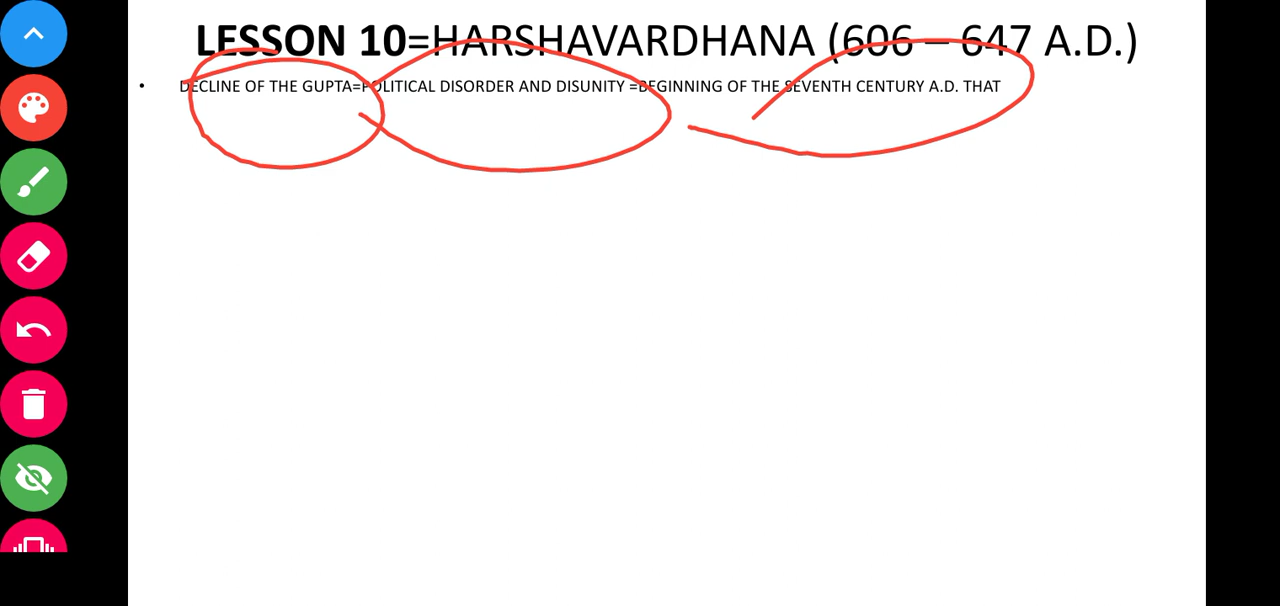 LESSON 10=HARSHAVARDHANA (606 – 647 A.D.)
• DECLINE OF THE GUPTA=POLITICAL DISORDER AND DISUNITY =BEGINNING OF THE SEVENTH CENTURY A.D. THAT